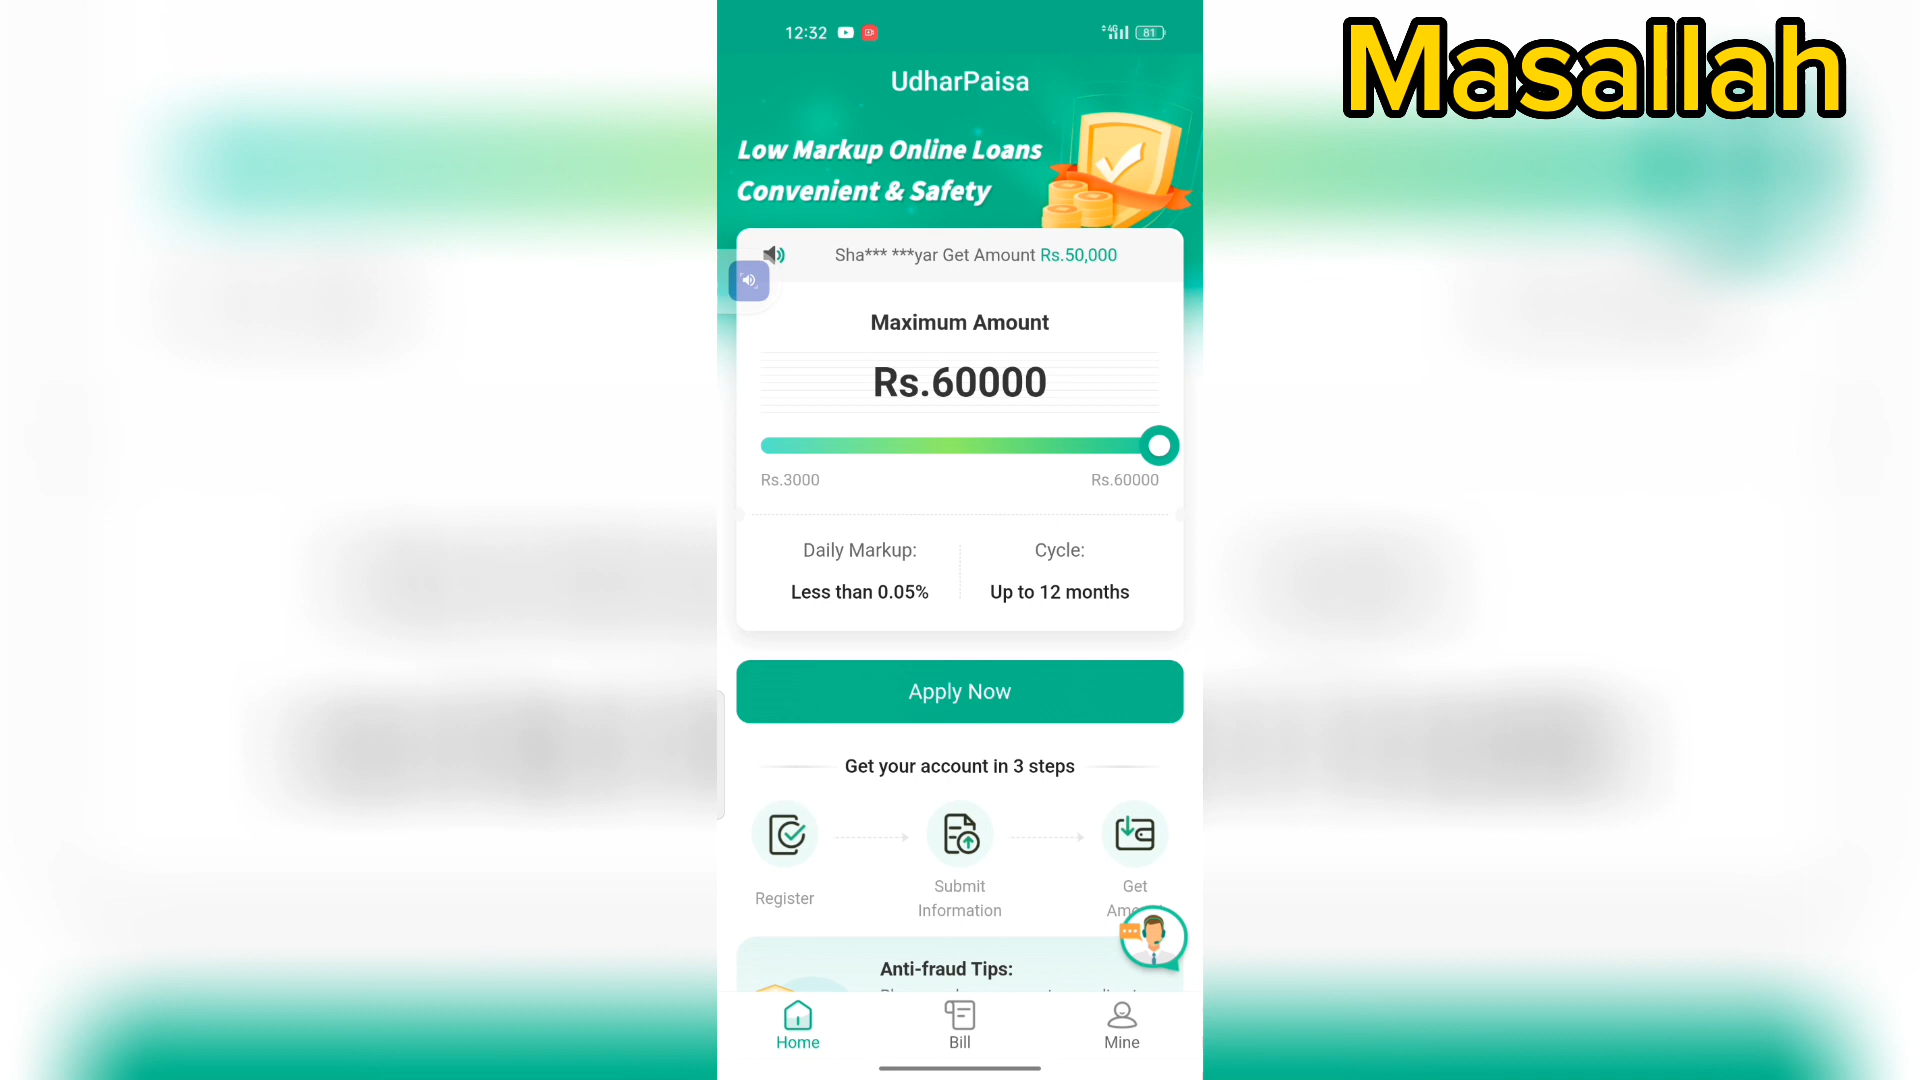 Masallah
12:32
4G
81
UdharPaisa
Low Markup Online Loans
Convenient & Safety
Sha*** ***yar Get Amount Rs.50,000
Maximum Amount
Rs.60000
Rs.3000
Rs.60000
Daily Markup:
Cycle:
Less than 0.05%
Up to 12 months
Apply Now
Get your account in 3 steps
Register
Submit
Information
Get
Anti-fraud Tips:
Home
Bill
Mine